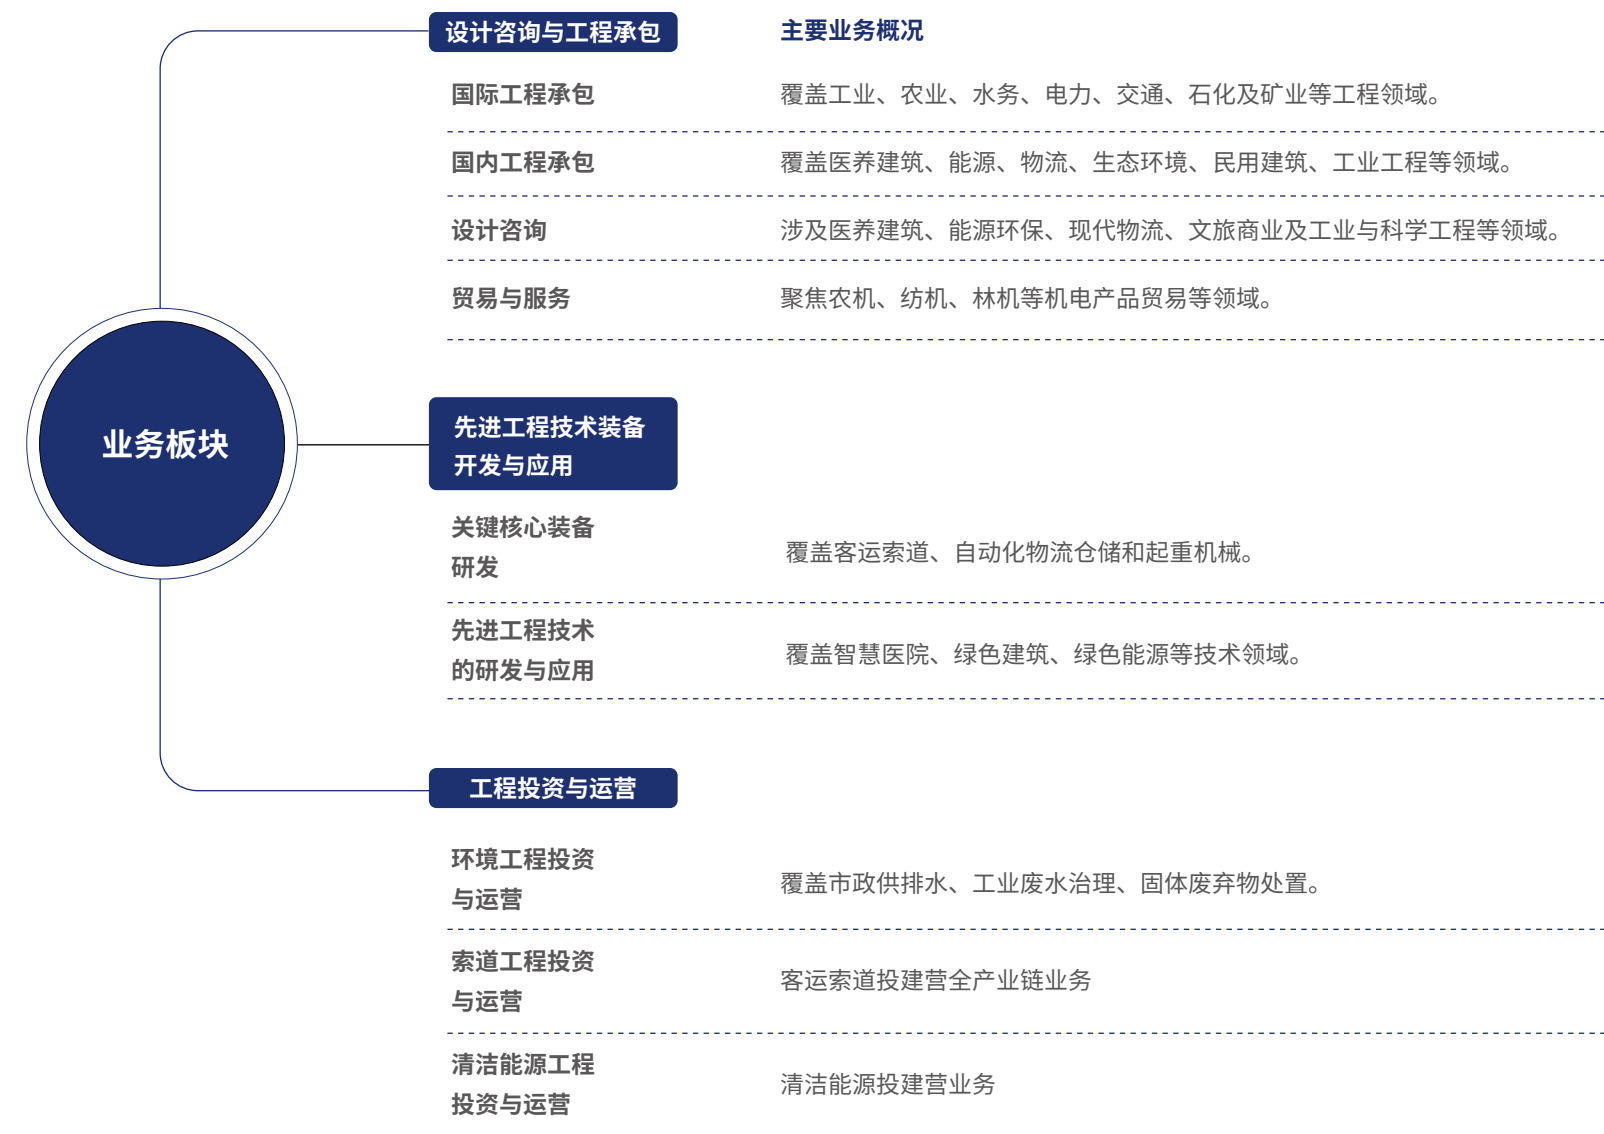 设计咨询与工程承包
主要业务概况
国际工程承包
覆盖工业、农业、水务、电力、交通、石化及矿业等工程领域。
国内工程承包
覆盖医养建筑、能源、物流、生态环境、民用建筑、工业工程等领域。
设计咨询
涉及医养建筑、能源环保、现代物流、文旅商业及工业与科学工程等领域。
贸易与服务
聚焦农机、纺机、林机等机电产品贸易等领域。
业务板块
先进工程技术装备
开发与应用
关键核心装备
研发
覆盖客运索道、自动化物流仓储和起重机械。
先进工程技术
的研发与应用
覆盖智慧医院、绿色建筑、绿色能源等技术领域。
工程投资与运营
环境工程投资
与运营
覆盖市政供排水、工业废水治理、固体废弃物处置。
索道工程投资
与运营
客运索道投建营全产业链业务
清洁能源工程
投资与运营
清洁能源投建营业务